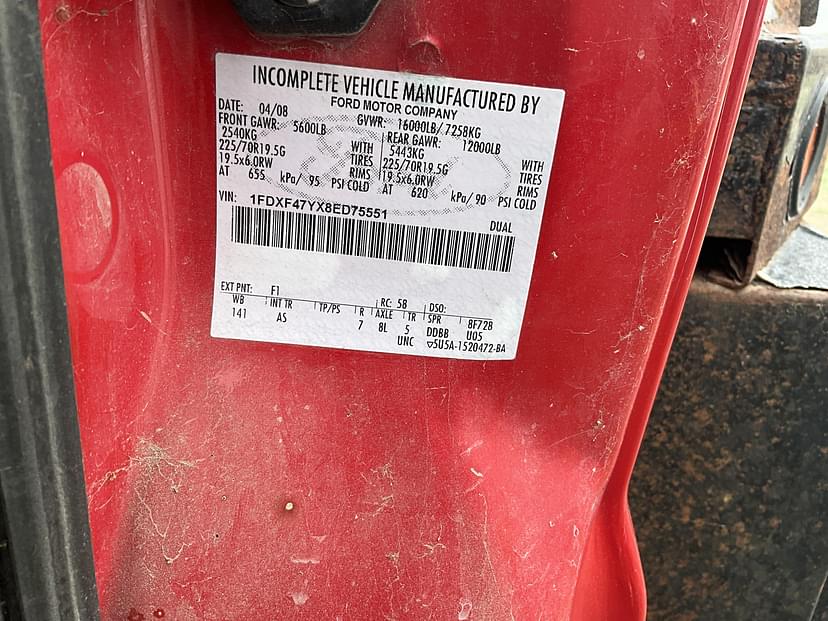 INCOMPLETE VEHICLE MANUFACTURED BY
FORD MOTOR COMPANY
DATE: 04/08 GVWR: 16000LB/ 7258KG
FRONT GAWR: 5600LB REAR GAWR: 12000LB
2540KG WITH 5443KG WITH
225/70R19.5G TIRES 225/70R19.5G TIRES
19.5x6.0RW RIMS 19.5x6.0RW RIMS
AT 655 kPa/ 95 PSI COLD AT 620 kPa/ 90 PSI COLD
VIN: 1FDXF47YX8ED75551
DUAL
EXT PNT: F1 RC: 58 DSO:
WB INT TR TP/PS R AXLE TR SPR 8F728
141 AS 7 8L 5 DDBB U05
UNC ▽5U5A-1520472-BA